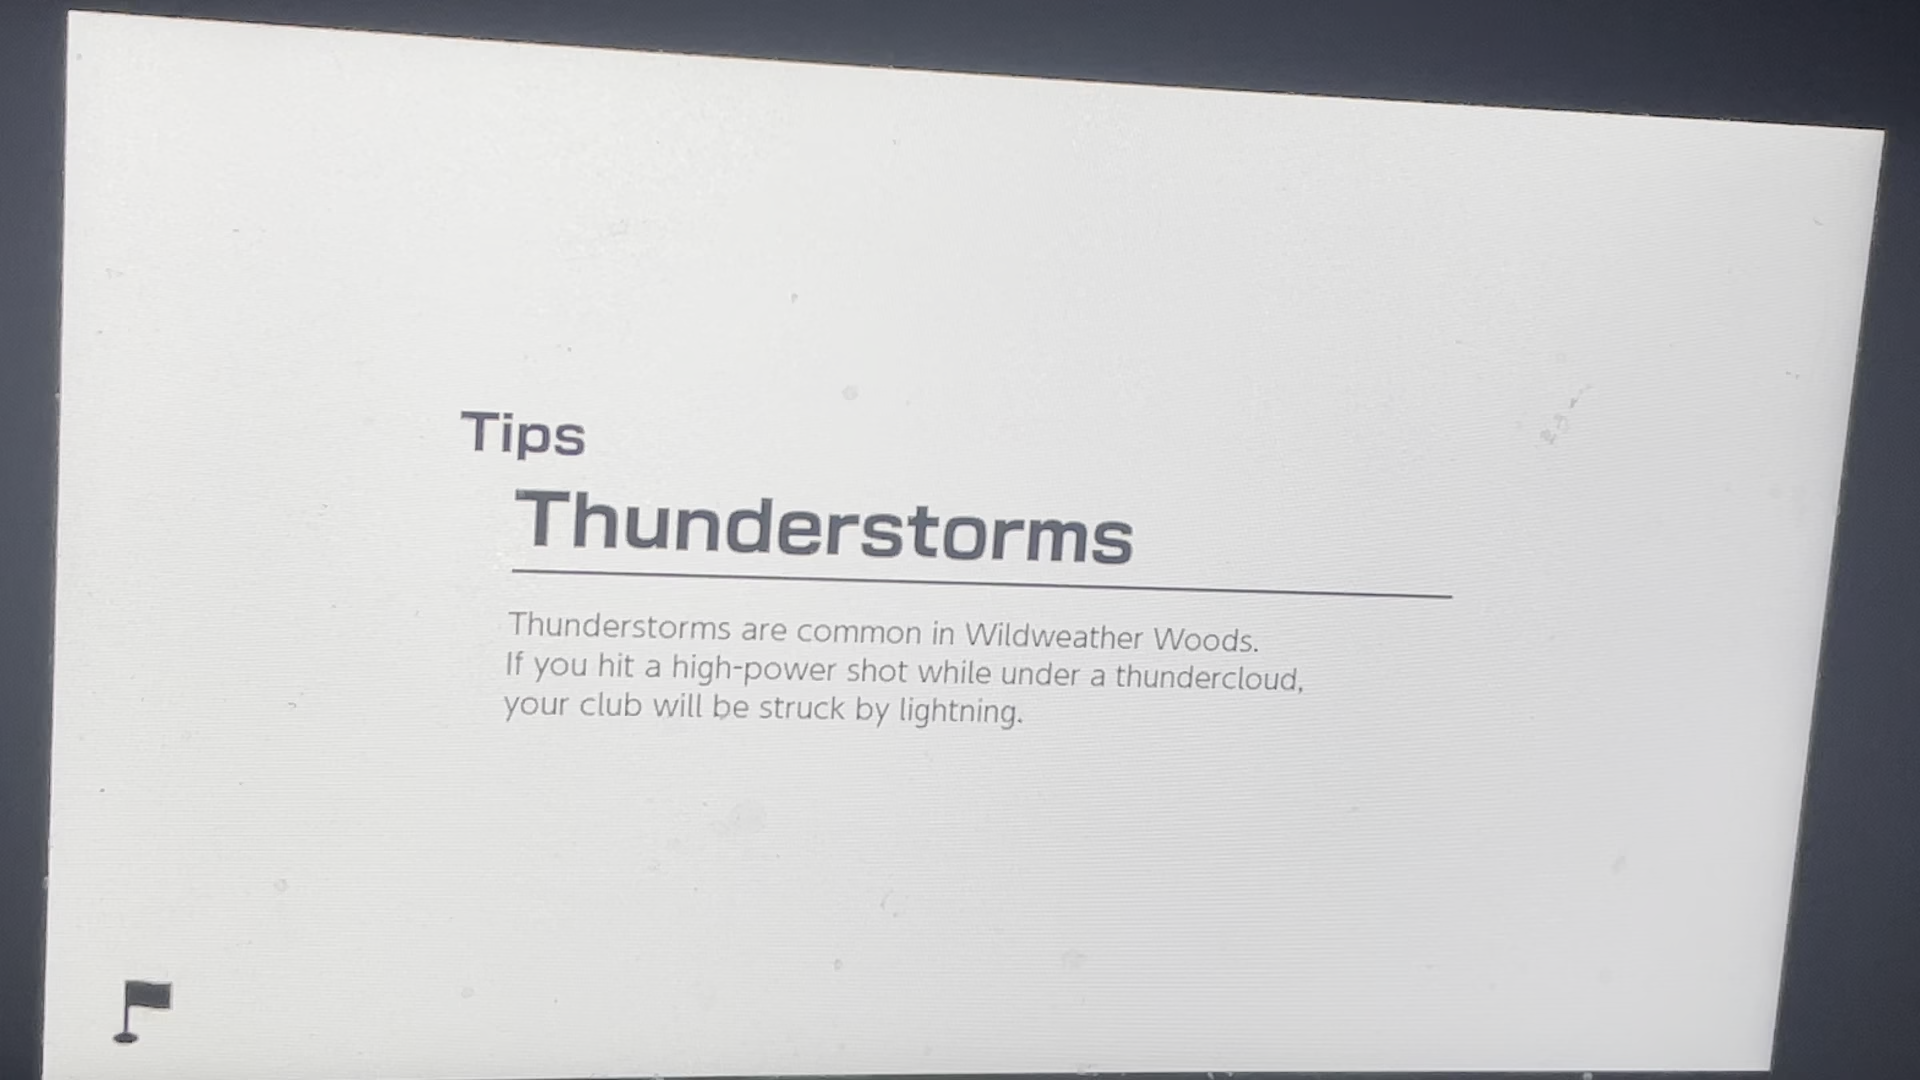 Tips
Thunderstorms
Thunderstorms are common in Wildweather Woods.
If you hit a high-power shot while under a thundercloud,
your club will be struck by lightning.